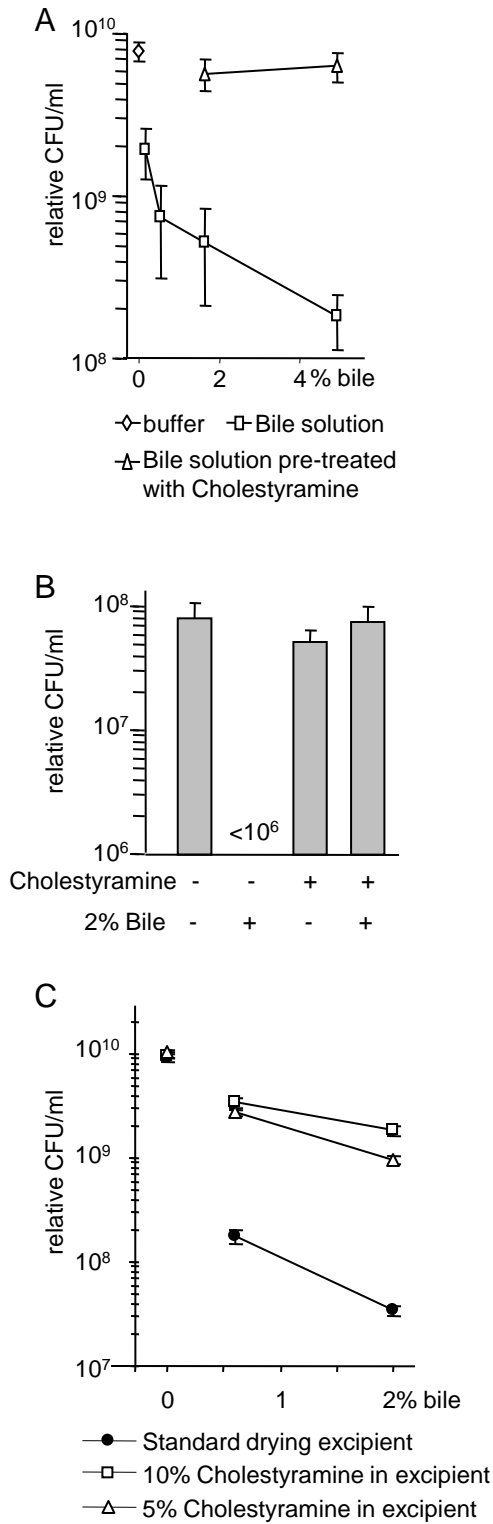 A
10^10
relative CFU/ml
10^9
10^8
0 2 4 % bile
buffer Bile solution
Bile solution pre-treated
with Cholestyramine
B
10^8
relative CFU/ml
10^7
<10^6
10^6
Cholestyramine - - + +
2% Bile - + - +
C
10^10
relative CFU/ml
10^9
10^8
10^7
0 1 2% bile
Standard drying excipient
10% Cholestyramine in excipient
5% Cholestyramine in excipient